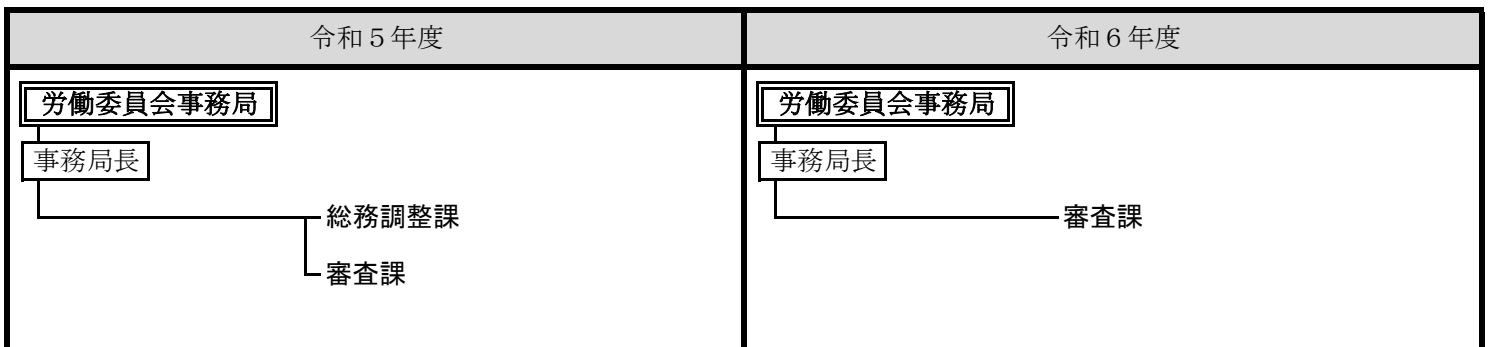 令和５年度
労働委員会事務局
事務局長
総務調整課
審査課
令和６年度
労働委員会事務局
事務局長
審査課